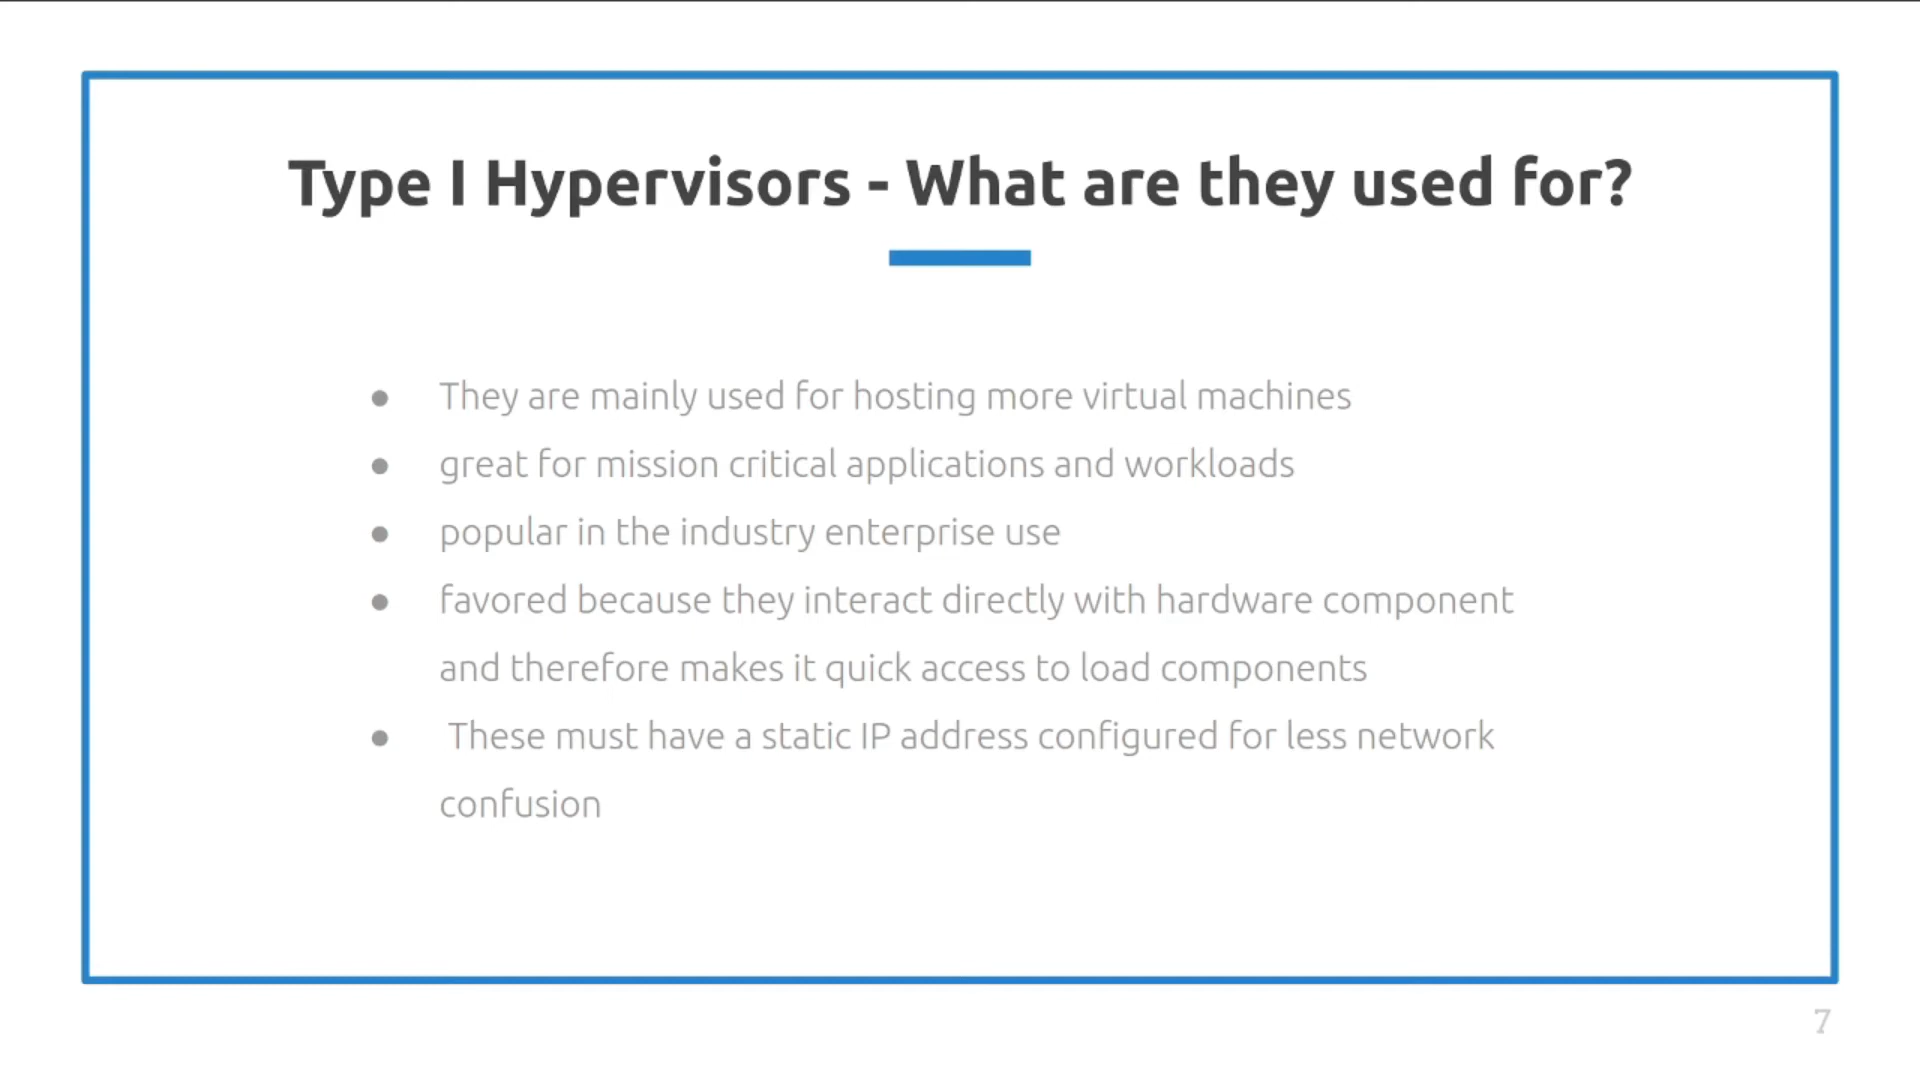 Type I Hypervisors - What are they used for?
● They are mainly used for hosting more virtual machines
● great for mission critical applications and workloads
● popular in the industry enterprise use
● favored because they interact directly with hardware component
and therefore makes it quick access to load components
● These must have a static IP address configured for less network
confusion
7